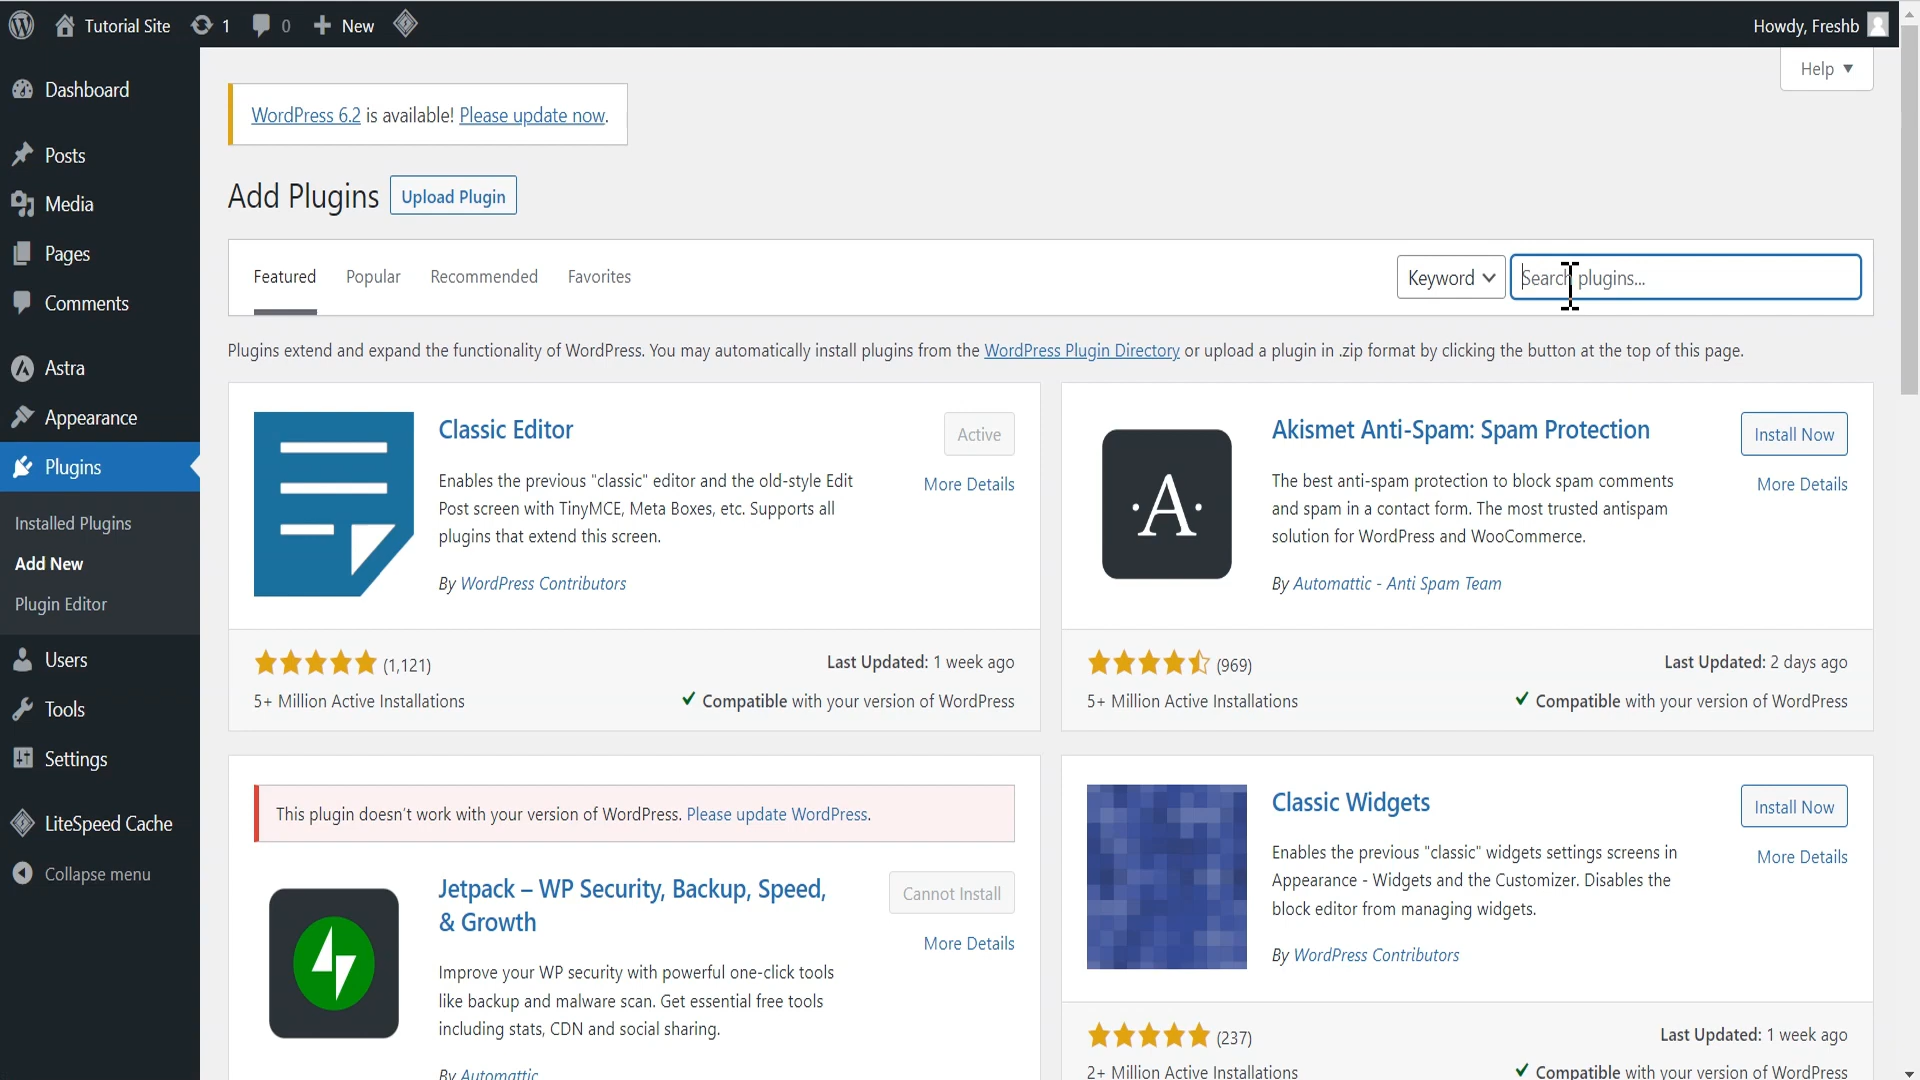 Tutorial Site 1 0 New Howdy, Freshb
Help
Dashboard
Posts
Media
Pages
Comments
Astra
Appearance
Plugins
Installed Plugins
Add New
Plugin Editor
Users
Tools
Settings
LiteSpeed Cache
Collapse menu
WordPress 6.2 is available! Please update now.
Add Plugins Upload Plugin
Featured Popular Recommended Favorites Keyword Search plugins...
Plugins extend and expand the functionality of WordPress. You may automatically install plugins from the WordPress Plugin Directory or upload a plugin in .zip format by clicking the button at the top of this page.
Classic Editor
Active
More Details
Enables the previous "classic" editor and the old-style Edit
Post screen with TinyMCE, Meta Boxes, etc. Supports all
plugins that extend this screen.
By WordPress Contributors
(1,121)
Last Updated: 1 week ago
5+ Million Active Installations
Compatible with your version of WordPress
A
Akismet Anti-Spam: Spam Protection
Install Now
More Details
The best anti-spam protection to block spam comments
and spam in a contact form. The most trusted antispam
solution for WordPress and WooCommerce.
By Automattic - Anti Spam Team
(969)
Last Updated: 2 days ago
5+ Million Active Installations
Compatible with your version of WordPress
This plugin doesn't work with your version of WordPress. Please update WordPress.
Jetpack – WP Security, Backup, Speed,
& Growth
Cannot Install
More Details
Improve your WP security with powerful one-click tools
like backup and malware scan. Get essential free tools
including stats, CDN and social sharing.
By Automattic
Classic Widgets
Install Now
More Details
Enables the previous "classic" widgets settings screens in
Appearance - Widgets and the Customizer. Disables the
block editor from managing widgets.
By WordPress Contributors
(237)
Last Updated: 1 week ago
2+ Million Active Installations
Compatible with your version of WordPress